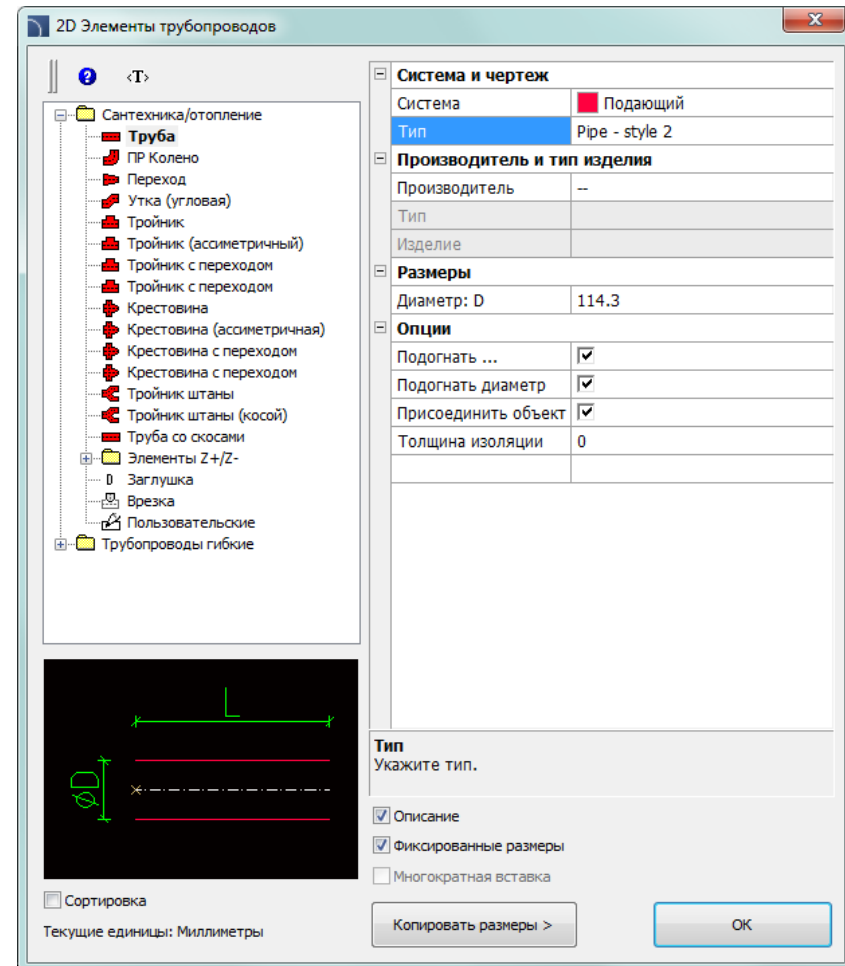 2D Элементы трубопроводов
x
? <T>
Сантехника/отопление
Труба
ПР Колено
Переход
Утка (угловая)
Тройник
Тройник (ассиметричный)
Тройник с переходом
Тройник с переходом
Крестовина
Крестовина (ассиметричная)
Крестовина с переходом
Крестовина с переходом
Тройник штаны
Тройник штаны (косой)
Труба со скосами
Элементы Z+/Z-
Заглушка
Врезка
Пользовательские
Трубопроводы гибкие
L
⌀D
Сортировка
Текущие единицы: Миллиметры
Система и чертеж
Система Подающий
Тип Pipe - style 2
Производитель и тип изделия
Производитель --
Тип
Изделие
Размеры
Диаметр: D 114.3
Опции
Подогнать ...
Подогнать диаметр
Присоединить объект
Толщина изоляции 0
Тип
Укажите тип.
Описание
Фиксированные размеры
Многократная вставка
Копировать размеры >
OK